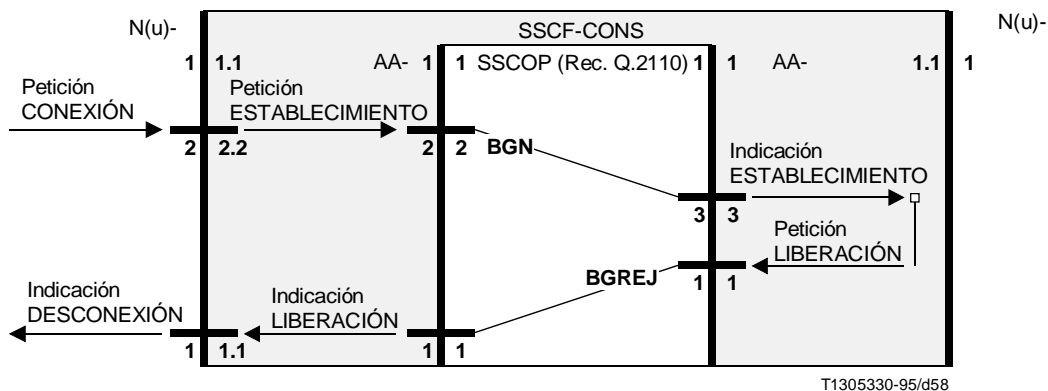 N(u)- SSCF-CONS N(u)-
1 1.1 AA- 1 1 SSCOP (Rec. Q.2110) 1 1 AA- 1.1 1
Petición
CONEXIÓN
Petición
ESTABLECIMIENTO
2 2.2 2 2 BGN
Indicación
ESTABLECIMIENTO
3 3
Petición
LIBERACIÓN
BGREJ 1 1
Indicación
DESCONEXIÓN
Indicación
LIBERACIÓN
1 1.1 1 1
T1305330-95/d58